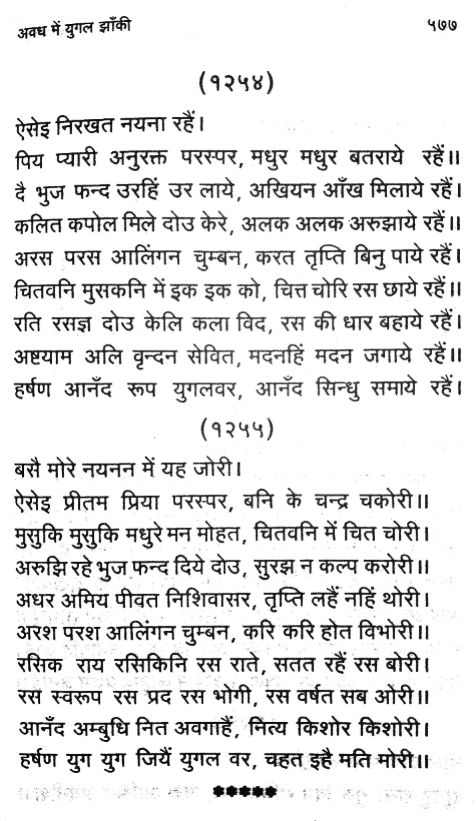 अवध में युगल झाँकी ५७७
(१२५४)
ऐसेइ निरखत नयना रहैं।
पिय प्यारी अनुरक्त परस्पर, मधुर मधुर बतराये रहैं॥
दै भुज फन्द उरहिं उर लाये, अखियन आँख मिलाये रहैं।
कलित कपोल मिले दोउ केरे, अलक अलक अरुझाये रहैं॥
अरस परस आलिंगन चुम्बन, करत तृप्ति बिनु पाये रहैं।
चितवनि मुसकनि में इक इक को, चित्त चोरि रस छाये रहैं॥
रति रसज्ञ दोउ केलि कला विद, रस की धार बहाये रहैं।
अष्टयाम अलि वृन्दन सेवित, मदनहिं मदन जगाये रहैं॥
हर्षण आनँद रूप युगलवर, आनँद सिन्धु समाये रहैं।
(१२५५)
बसै मोरे नयनन में यह जोरी।
ऐसेइ प्रीतम प्रिया परस्पर, बनि के चन्द्र चकोरी॥
मुसुकि मुसुकि मधुरे मन मोहत, चितवनि में चित चोरी।
अरुझि रहे भुज फन्द दिये दोउ, सुरझ न कल्प करोरी॥
अधर अमिय पीवत निशिवासर, तृप्ति लहैं नहिं थोरी।
अरश परश आलिंगन चुम्बन, करि करि होत विभोरी॥
रसिक राय रसिकिनि रस राते, सतत रहैं रस बोरी।
रस स्वरूप रस प्रद रस भोगी, रस वर्षत सब ओरी॥
आनँद अम्बुधि नित अवगाहैं, नित्य किशोर किशोरी।
हर्षण युग युग जियैं युगल वर, चहत इहै मति मोरी॥
*****